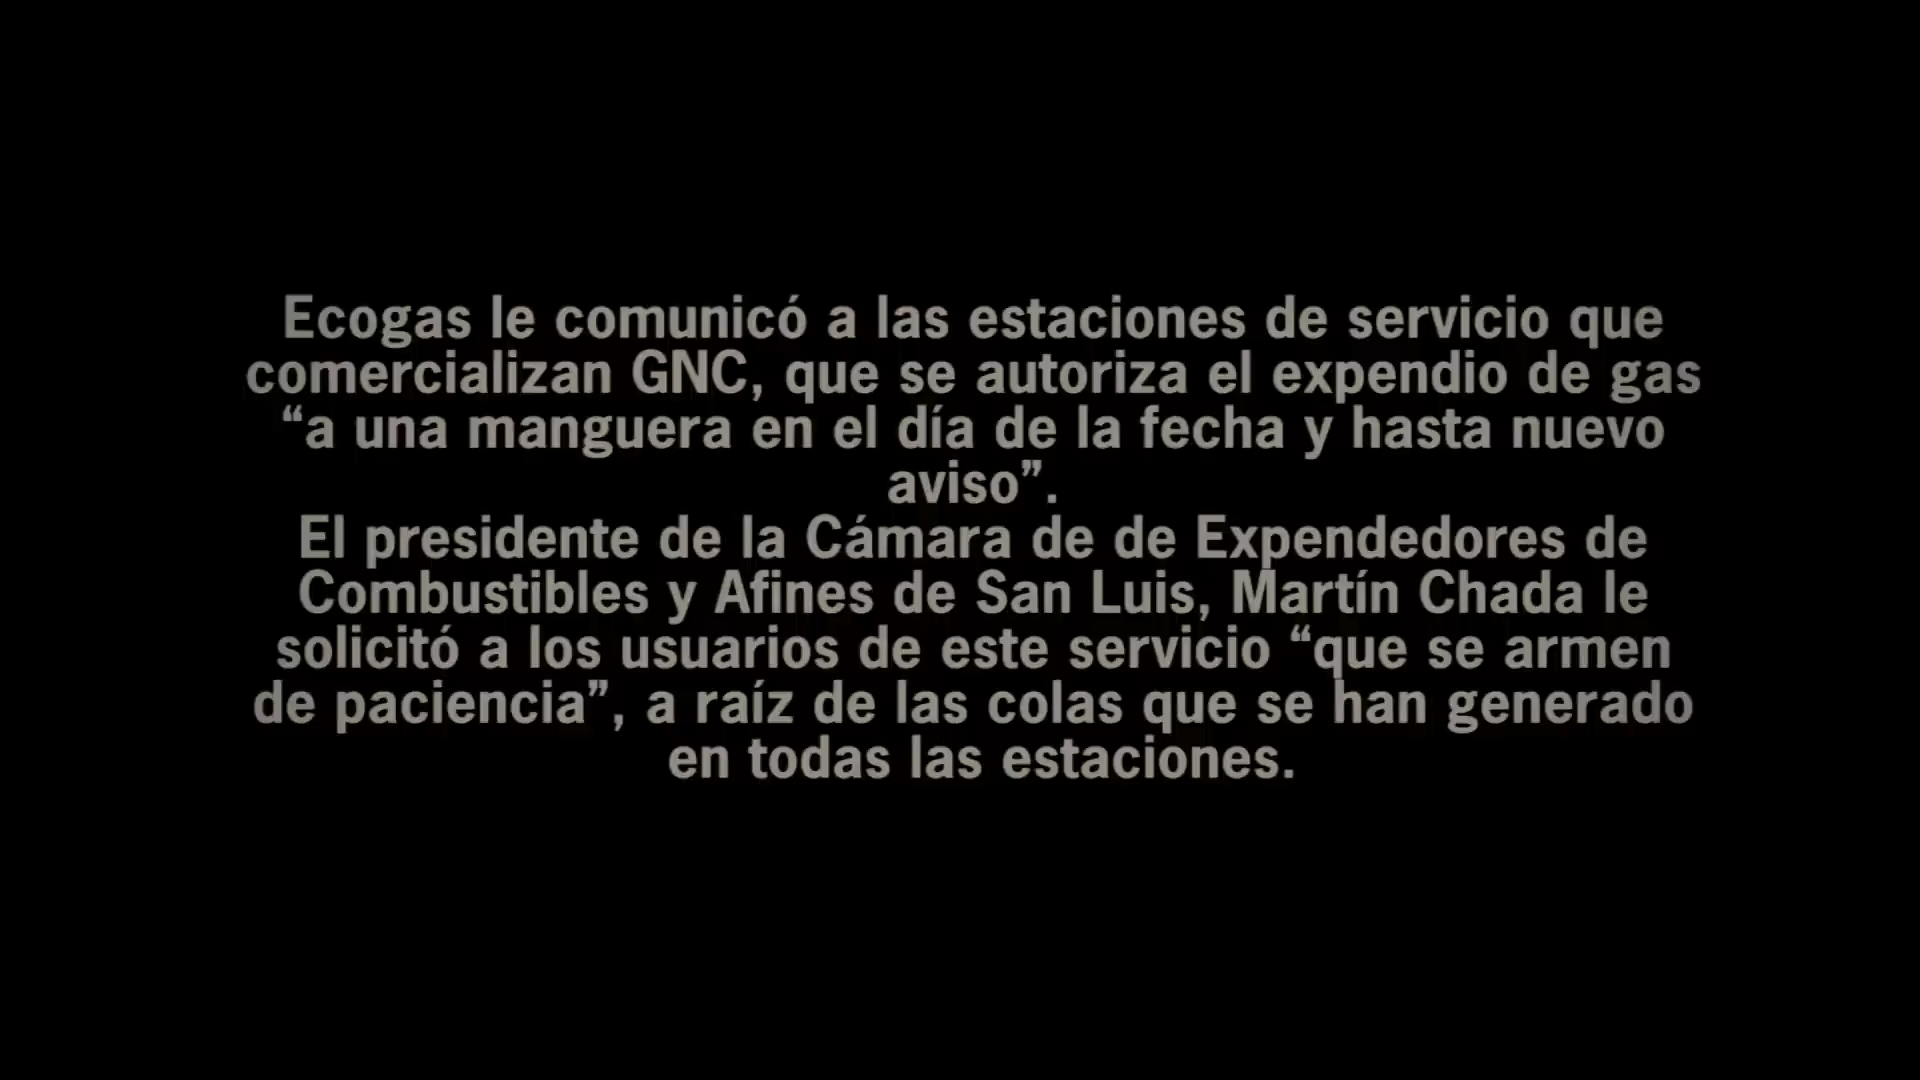 Ecogas le comunicó a las estaciones de servicio que
comercializan GNC, que se autoriza el expendio de gas
“a una manguera en el día de la fecha y hasta nuevo
aviso”.
El presidente de la Cámara de de Expendedores de
Combustibles y Afines de San Luis, Martín Chada le
solicitó a los usuarios de este servicio “que se armen
de paciencia”, a raíz de las colas que se han generado
en todas las estaciones.